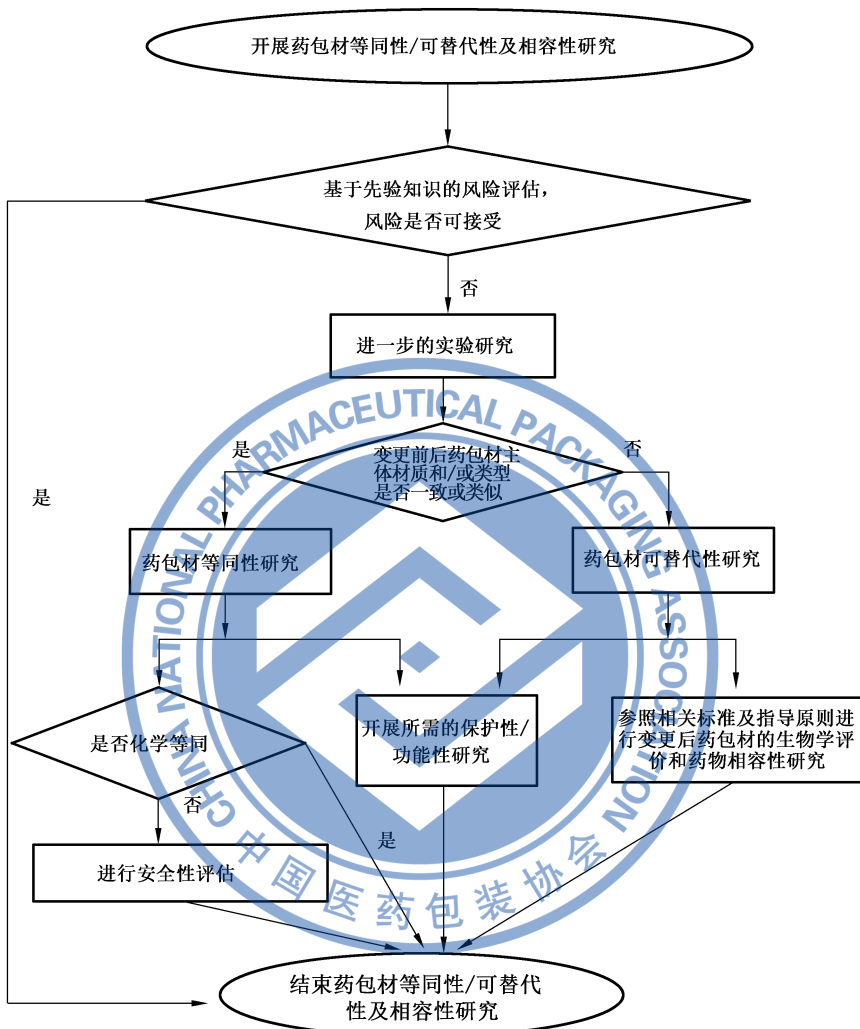 开展药包材等同性/可替代性及相容性研究
基于先验知识的风险评估，
风险是否可接受
否
进一步的实验研究
是
变更前后药包材主
体材质和/或类型
是否一致或类似
否
是
药包材等同性研究
药包材可替代性研究
是否化学等同
开展所需的保护性/
功能性研究
参照相关标准及指导原则进
行变更后药包材的生物学评
价和药物相容性研究
否
是
进行安全性评估
结束药包材等同性/可替代
性及相容性研究
CHINA NATIONAL PHARMACEUTICAL PACKAGING ASSOCIATION
中国医药包装协会